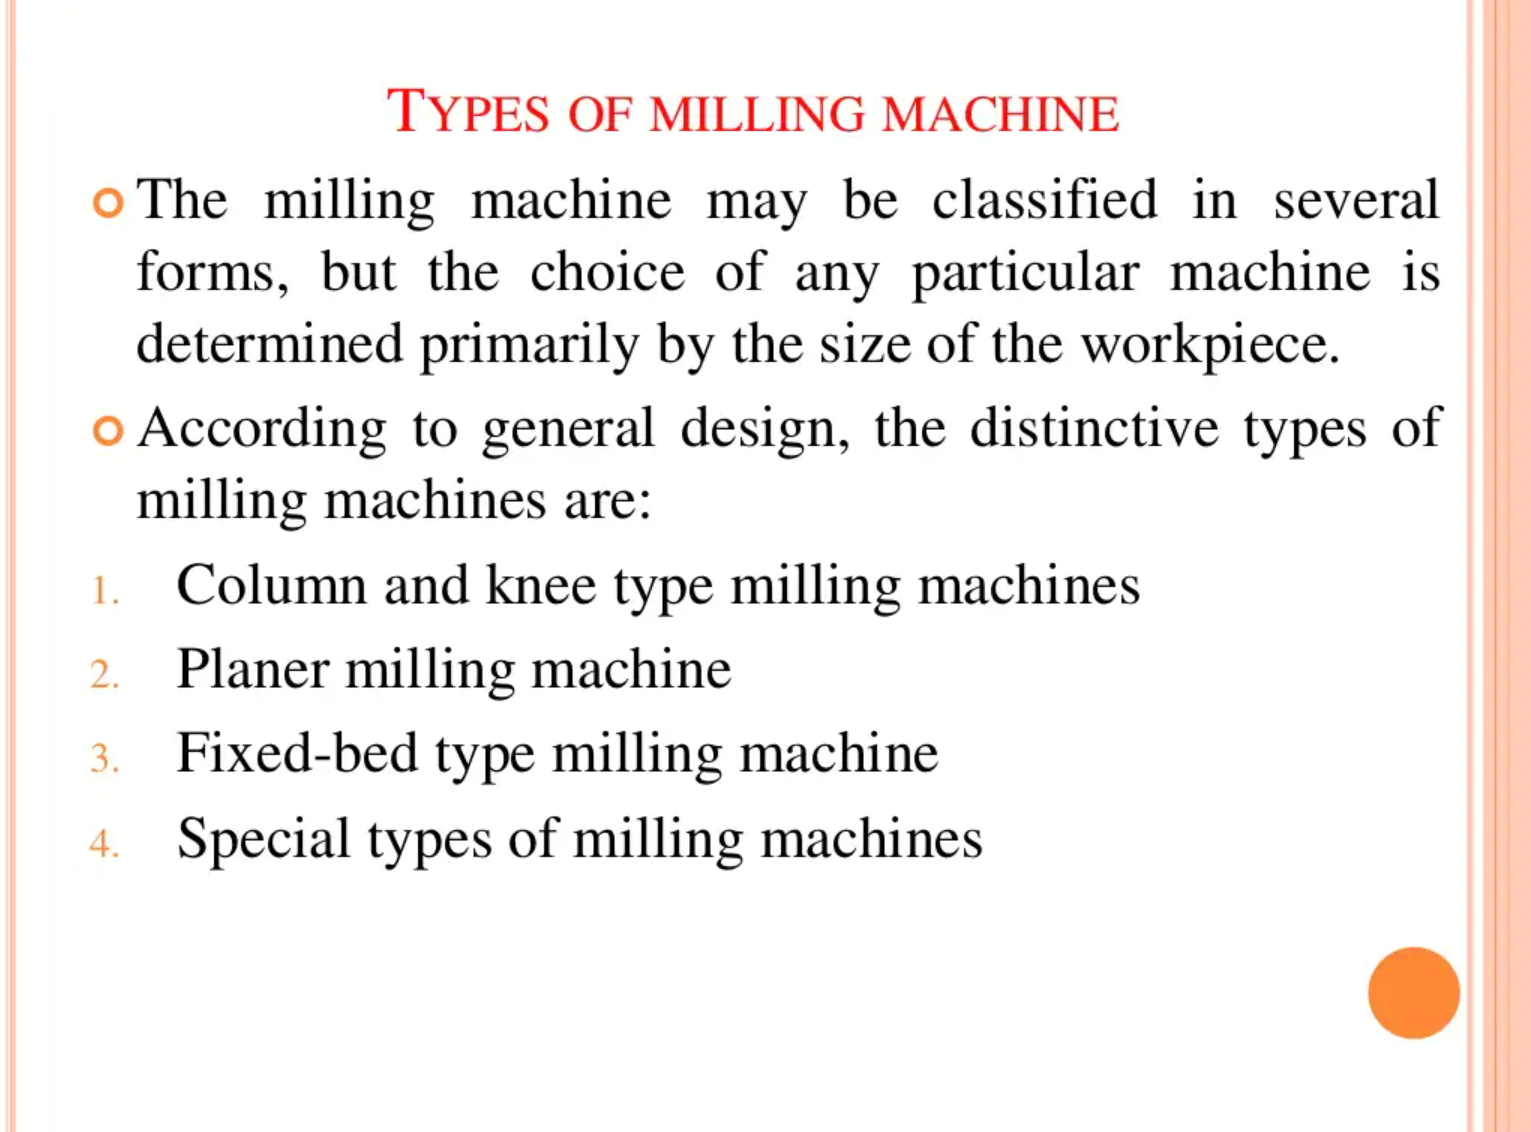 TYPES OF MILLING MACHINE
The milling machine may be classified in several
forms, but the choice of any particular machine is
determined primarily by the size of the workpiece.
According to general design, the distinctive types of
milling machines are:
1. Column and knee type milling machines
2. Planer milling machine
3. Fixed-bed type milling machine
4. Special types of milling machines